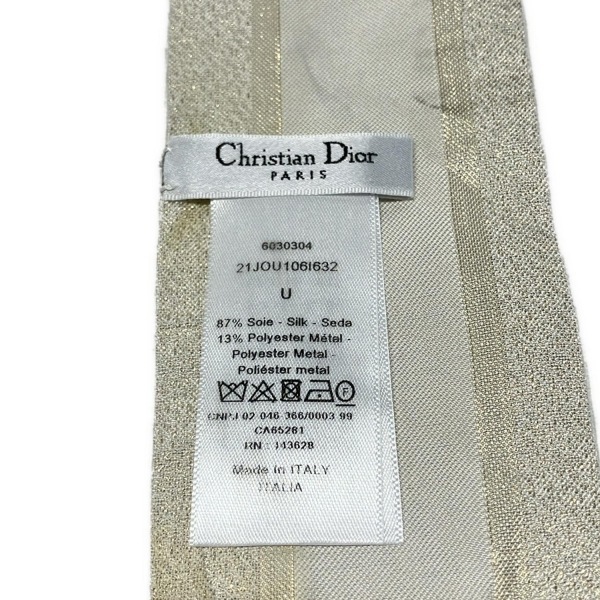 Christian Dior
PARIS
6030304
21JOU106I632
U
87% Soie - Silk - Seda
13% Polyester Métal -
Polyester Metal -
Poliéster metal
F
CNPJ 02 046 366/0003 99
CA65281
RN : 143628
Made in ITALY
ITALIA